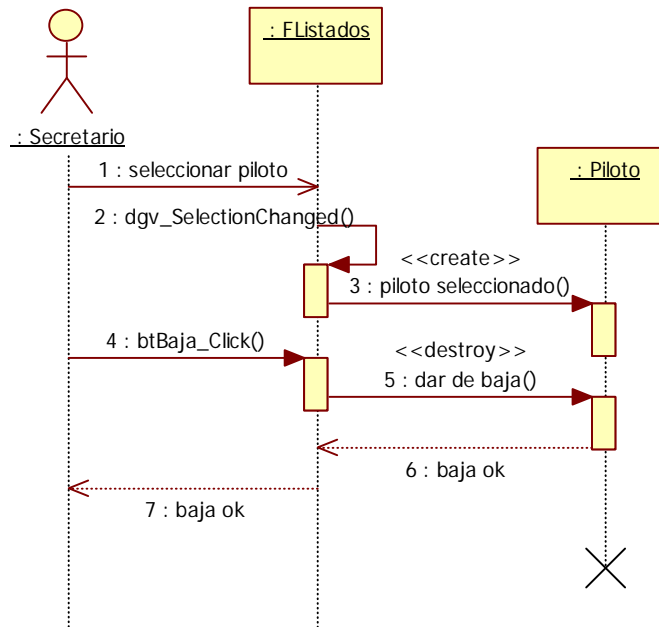 : FListados
: Secretario
: Piloto
1 : seleccionar piloto
2 : dgv_SelectionChanged()
<<create>>
3 : piloto seleccionado()
4 : btBaja_Click()
<<destroy>>
5 : dar de baja()
6 : baja ok
7 : baja ok